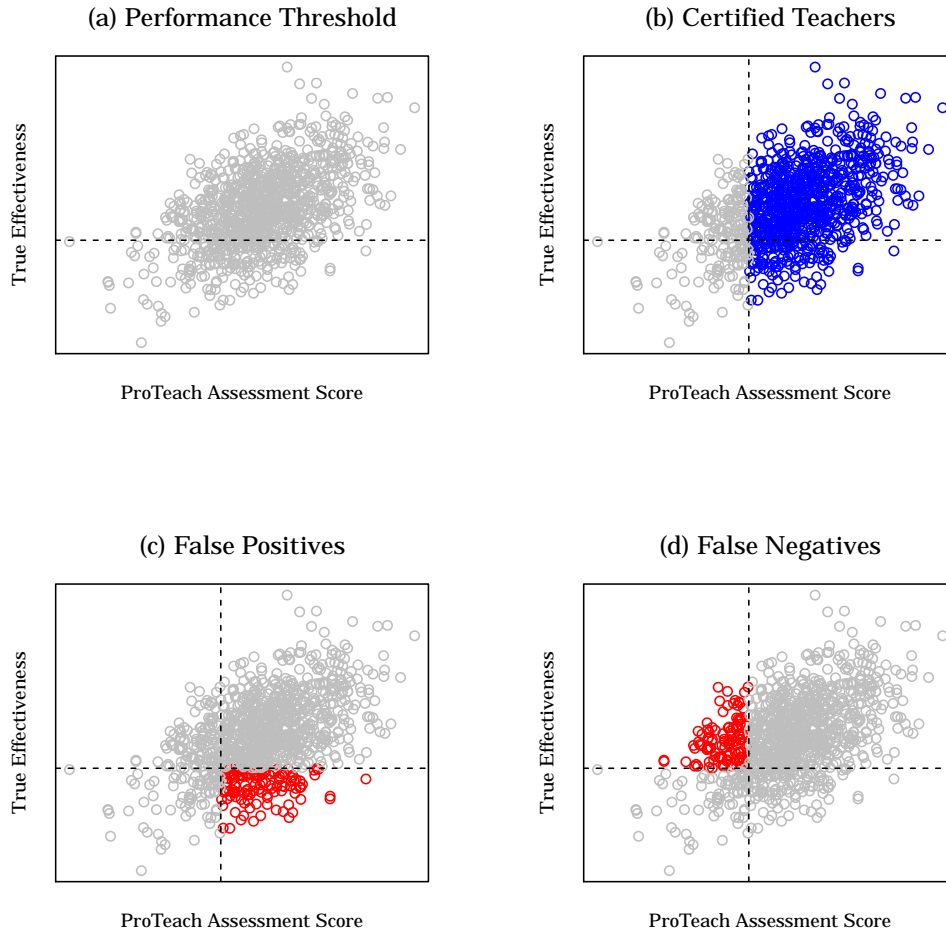 (a) Performance Threshold
True Effectiveness
ProTeach Assessment Score
(b) Certified Teachers
True Effectiveness
ProTeach Assessment Score
(c) False Positives
True Effectiveness
ProTeach Assessment Score
(d) False Negatives
True Effectiveness
ProTeach Assessment Score